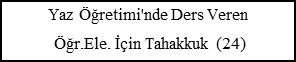 Yaz Öğretimi'nde Ders Veren
Öğr.Ele. İçin Tahakkuk (24)